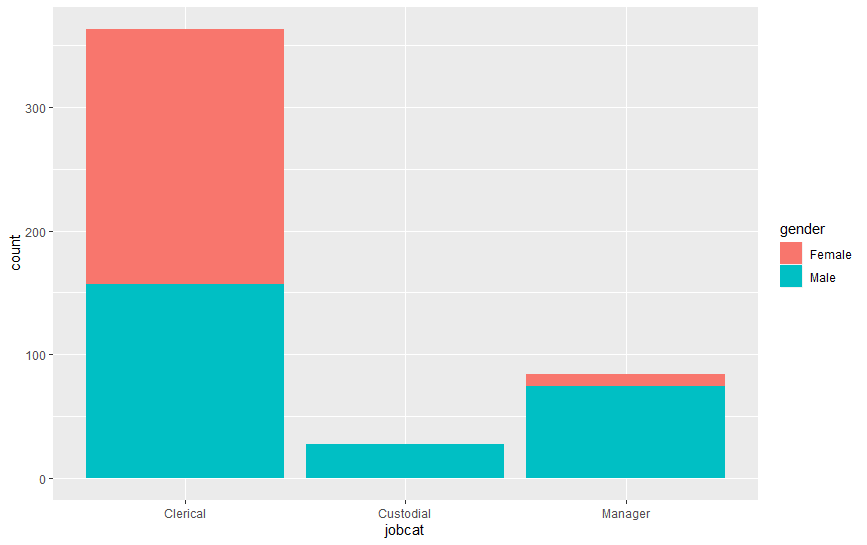 300
200
100
0
count
Clerical Custodial Manager
jobcat
gender
Female
Male